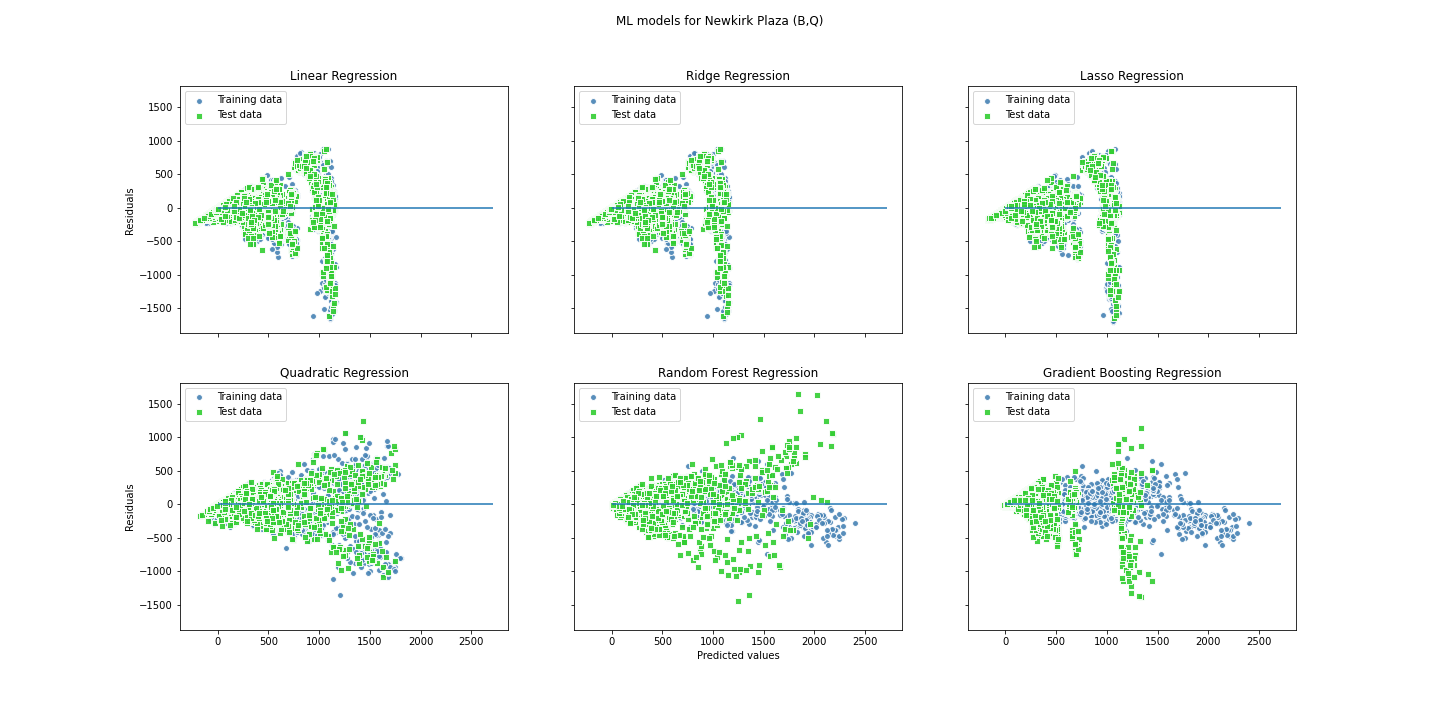 ML models for Newkirk Plaza (B,Q)
Linear Regression
Training data
Test data
1500
1000
500
0
−500
−1000
−1500
Residuals
Ridge Regression
Training data
Test data
Lasso Regression
Training data
Test data
Quadratic Regression
Training data
Test data
1500
1000
500
0
−500
−1000
−1500
Residuals
0 500 1000 1500 2000 2500
Random Forest Regression
Training data
Test data
0 500 1000 1500 2000 2500
Predicted values
Gradient Boosting Regression
Training data
Test data
0 500 1000 1500 2000 2500